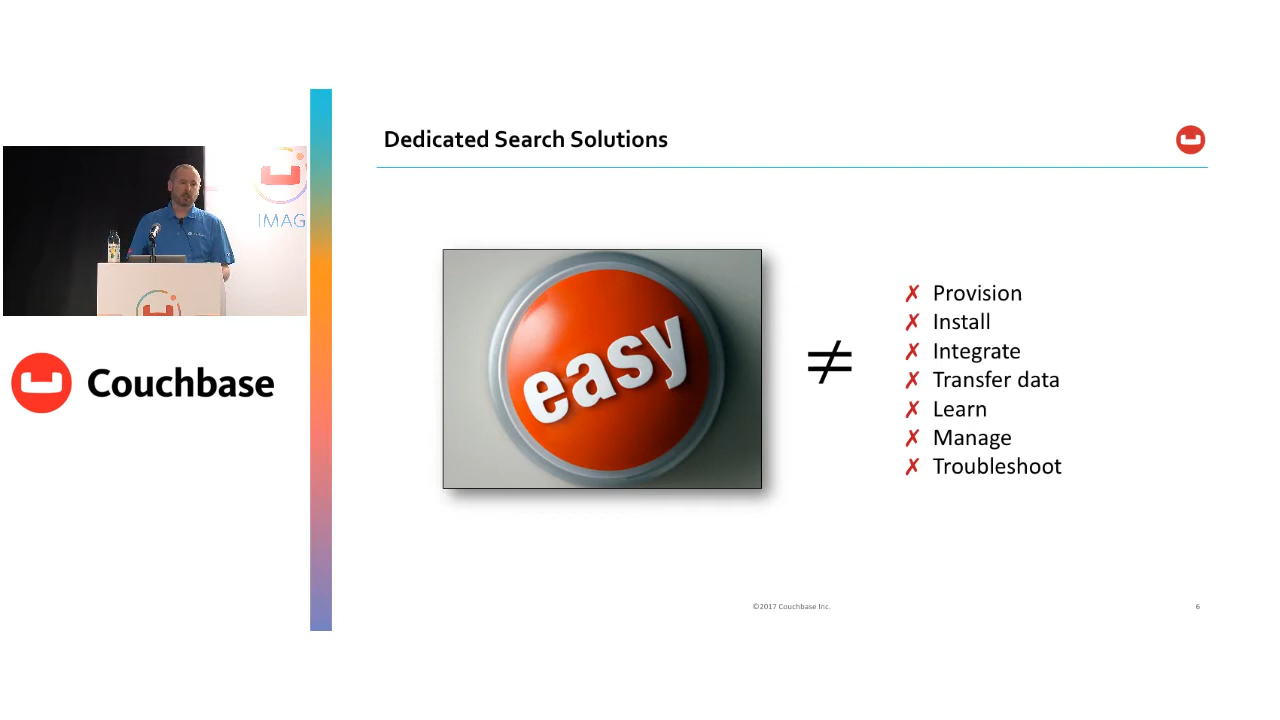 Dedicated Search Solutions
IMAG
Couchbase
easy
≠
✗ Provision
✗ Install
✗ Integrate
✗ Transfer data
✗ Learn
✗ Manage
✗ Troubleshoot
©2017 Couchbase Inc.
6